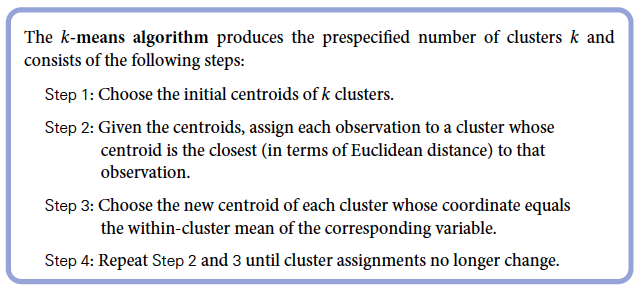 The k-means algorithm produces the prespecified number of clusters k and
consists of the following steps:
Step 1: Choose the initial centroids of k clusters.
Step 2: Given the centroids, assign each observation to a cluster whose
centroid is the closest (in terms of Euclidean distance) to that
observation.
Step 3: Choose the new centroid of each cluster whose coordinate equals
the within-cluster mean of the corresponding variable.
Step 4: Repeat Step 2 and 3 until cluster assignments no longer change.